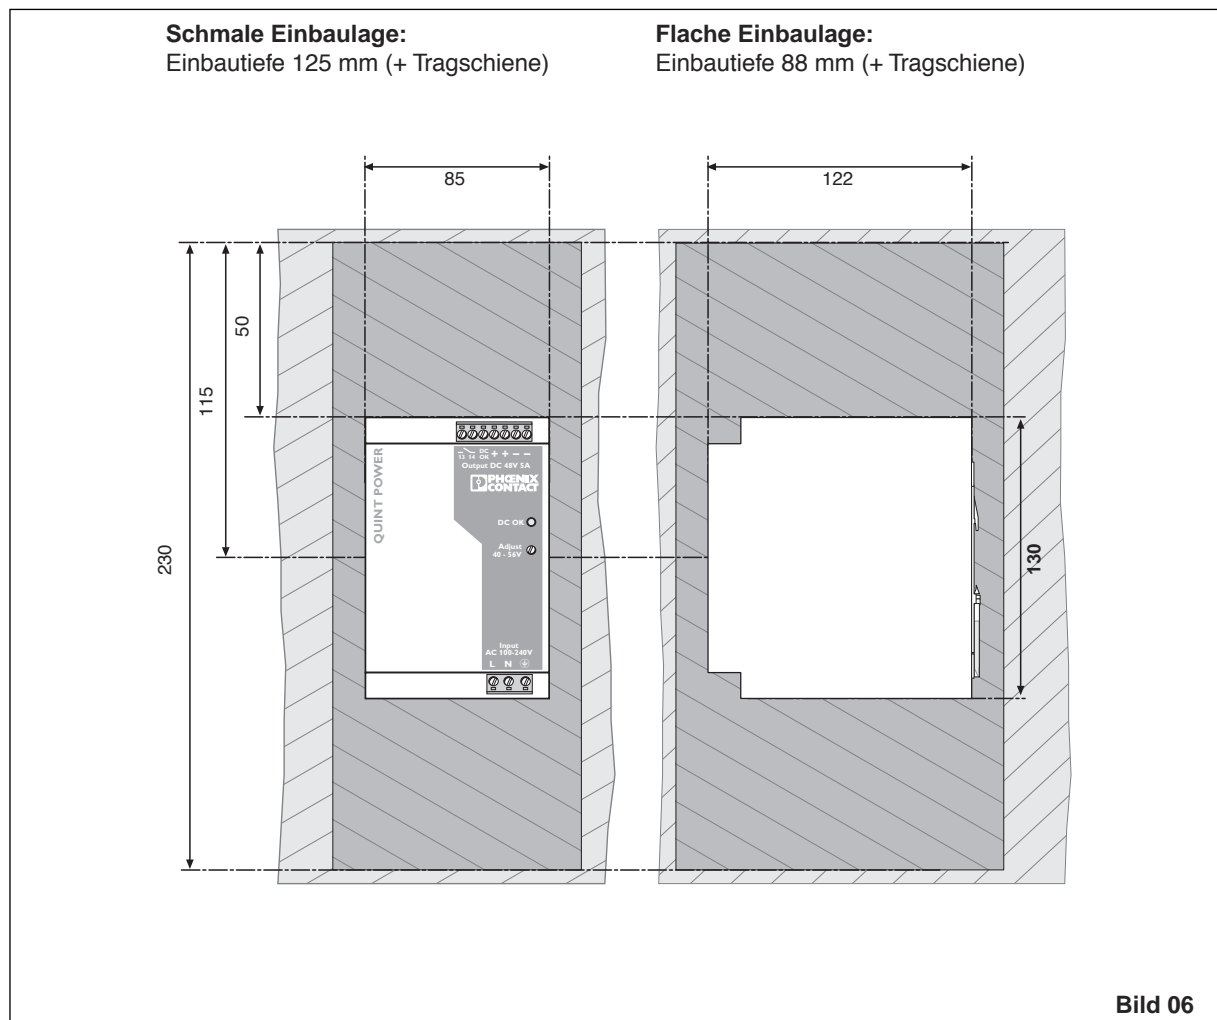 Schmale Einbaulage:
Einbautiefe 125 mm (+ Tragschiene)
Flache Einbaulage:
Einbautiefe 88 mm (+ Tragschiene)
85
122
50
115
230
130
QUINT POWER
13 14 DC OK + + – –
Output DC 48V 5A
PHŒNIX
CONTACT
DC OK
Adjust
40 - 56V
Input
AC 100-240V
L N
Bild 06